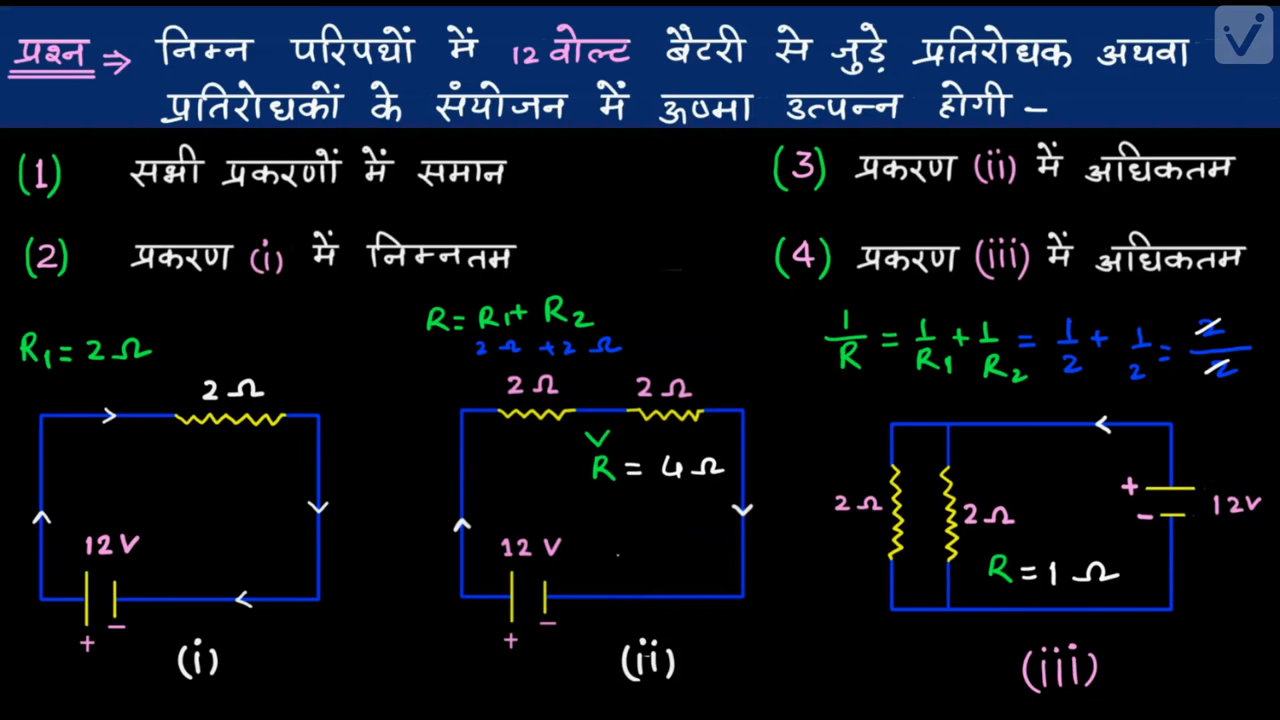 प्रश्न ⇒ निम्न परिपथों में 12 वोल्ट बैटरी से जुड़े प्रतिरोधक अथवा
प्रतिरोधकों के संयोजन में ऊष्मा उत्पन्न होगी –
(1) सभी प्रकरणों में समान
(3) प्रकरण (ii) में अधिकतम
(2) प्रकरण (i) में निम्नतम
(4) प्रकरण (iii) में अधिकतम
R₁ = 2 Ω
2 Ω
12 V
+ –
(i)
R = R₁ + R₂
2 Ω + 2 Ω
2 Ω 2 Ω
R = 4 Ω
12 V
+ –
(ii)
1/R = 1/R₁ + 1/R₂ = 1/2 + 1/2 = 2/2
2 Ω 2 Ω
+ – 12V
R = 1 Ω
(iii)